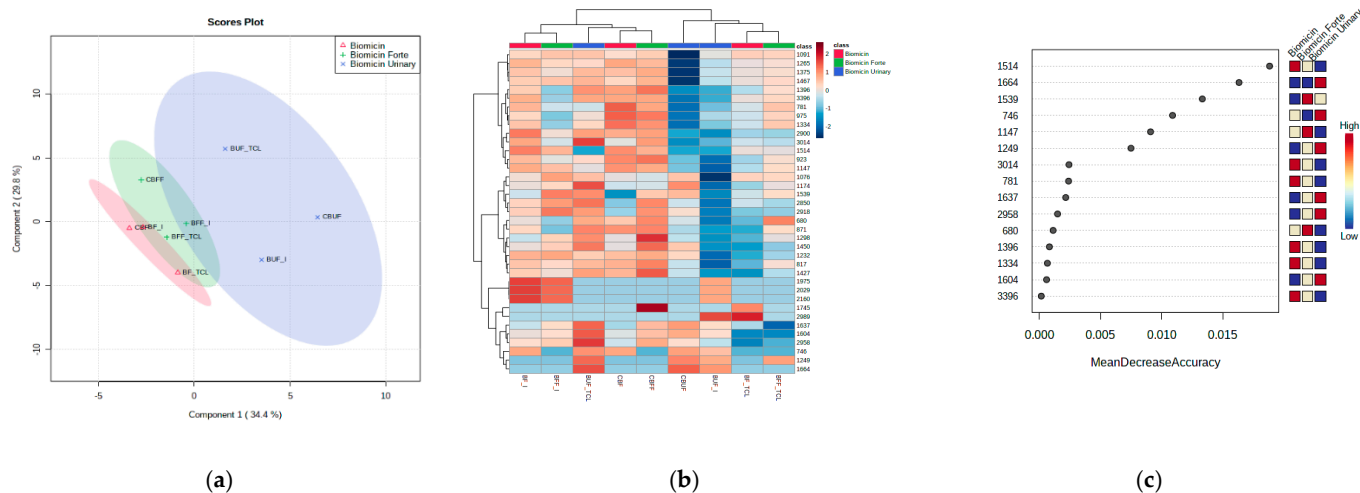 Scores Plot
Biomicin
Biomicin Forte
Biomicin Urinary
BUF_TCL
CBFF
CBUF
BFF_I
BF_I
BFF_TCL
BUF_I
BF_TCL
10
5
0
-5
-10
-5
0
5
10
Component 2 ( 29.8 %)
Component 1 ( 34.4 %)
(a)
class
1091
1265
1375
1467
1396
3396
781
975
1334
2900
3014
1514
923
1147
1076
1174
1539
2850
2918
680
871
1298
1450
1232
817
1427
1975
2029
2160
1745
2989
1637
1604
2958
746
1249
1664
BF_I
BFF_I
BUF_TCL
CBF
CBFF
CBUF
BUF_I
BF_TCL
BFF_TCL
2
1
0
-1
-2
class
Biomicin
Biomicin Forte
Biomicin Urinary
(b)
Biomicin
Biomicin Forte
Biomicin Urinary
1514
1664
1539
746
1147
1249
3014
781
1637
2958
680
1396
1334
1604
3396
0.000
0.005
0.010
0.015
MeanDecreaseAccuracy
High
Low
(c)